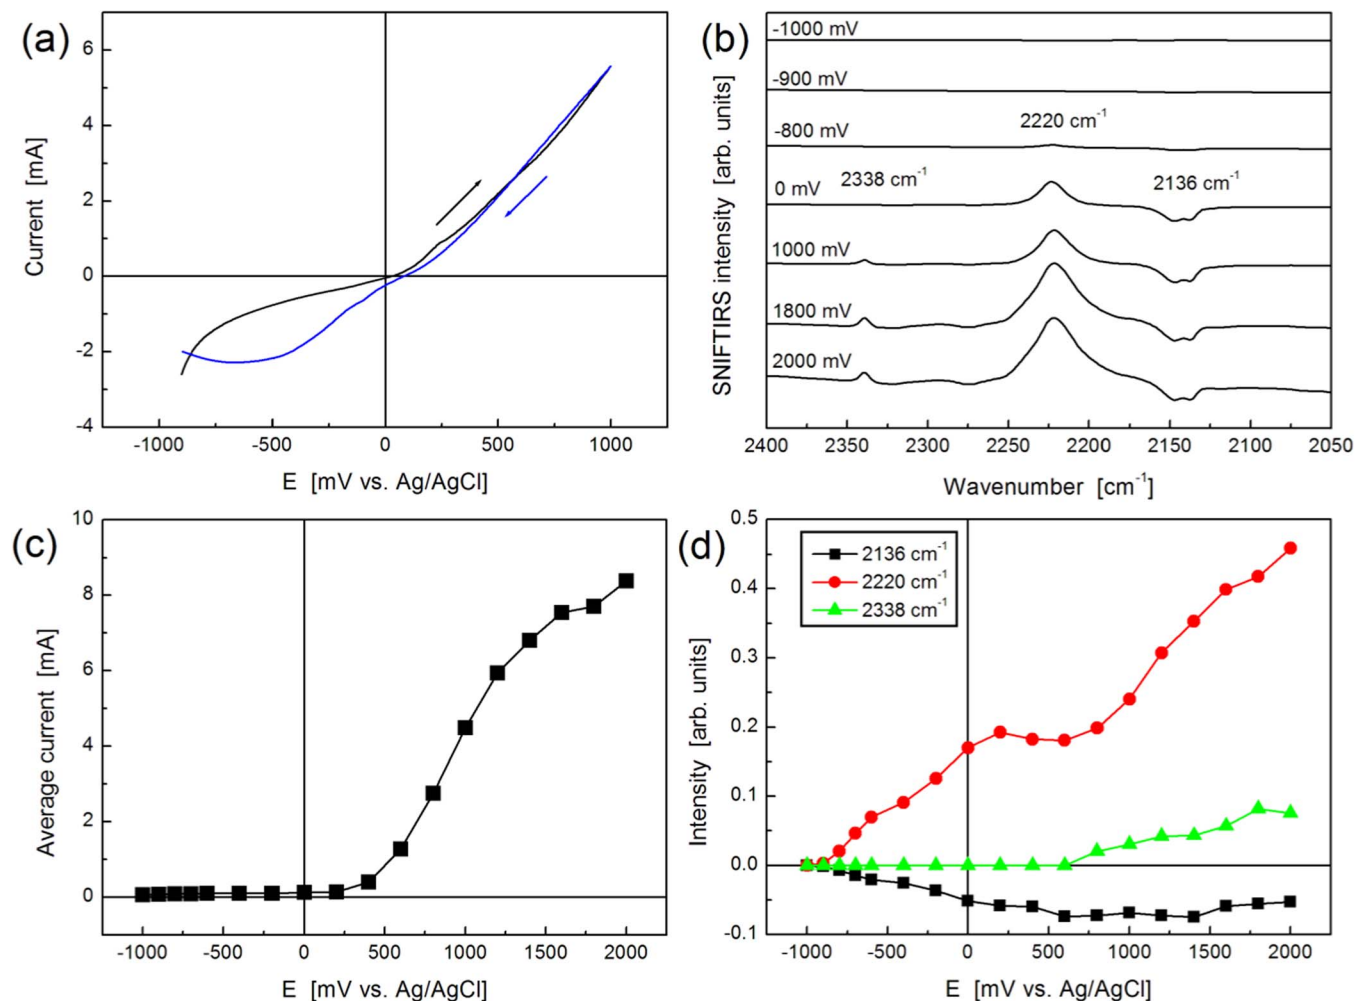 (a)
Current [mA]
6
4
2
0
-2
-4
-1000 -500 0 500 1000
E [mV vs. Ag/AgCl]
(b)
SNIFTIRS intensity [arb. units]
-1000 mV
-900 mV
-800 mV
2220 cm⁻¹
0 mV
2338 cm⁻¹
2136 cm⁻¹
1000 mV
1800 mV
2000 mV
2400 2350 2300 2250 2200 2150 2100 2050
Wavenumber [cm⁻¹]
(c)
Average current [mA]
10
8
6
4
2
0
-1000 -500 0 500 1000 1500 2000
E [mV vs. Ag/AgCl]
(d)
Intensity [arb. units]
0.5
0.4
0.3
0.2
0.1
0.0
-0.1
2136 cm⁻¹
2220 cm⁻¹
2338 cm⁻¹
-1000 -500 0 500 1000 1500 2000
E [mV vs. Ag/AgCl]